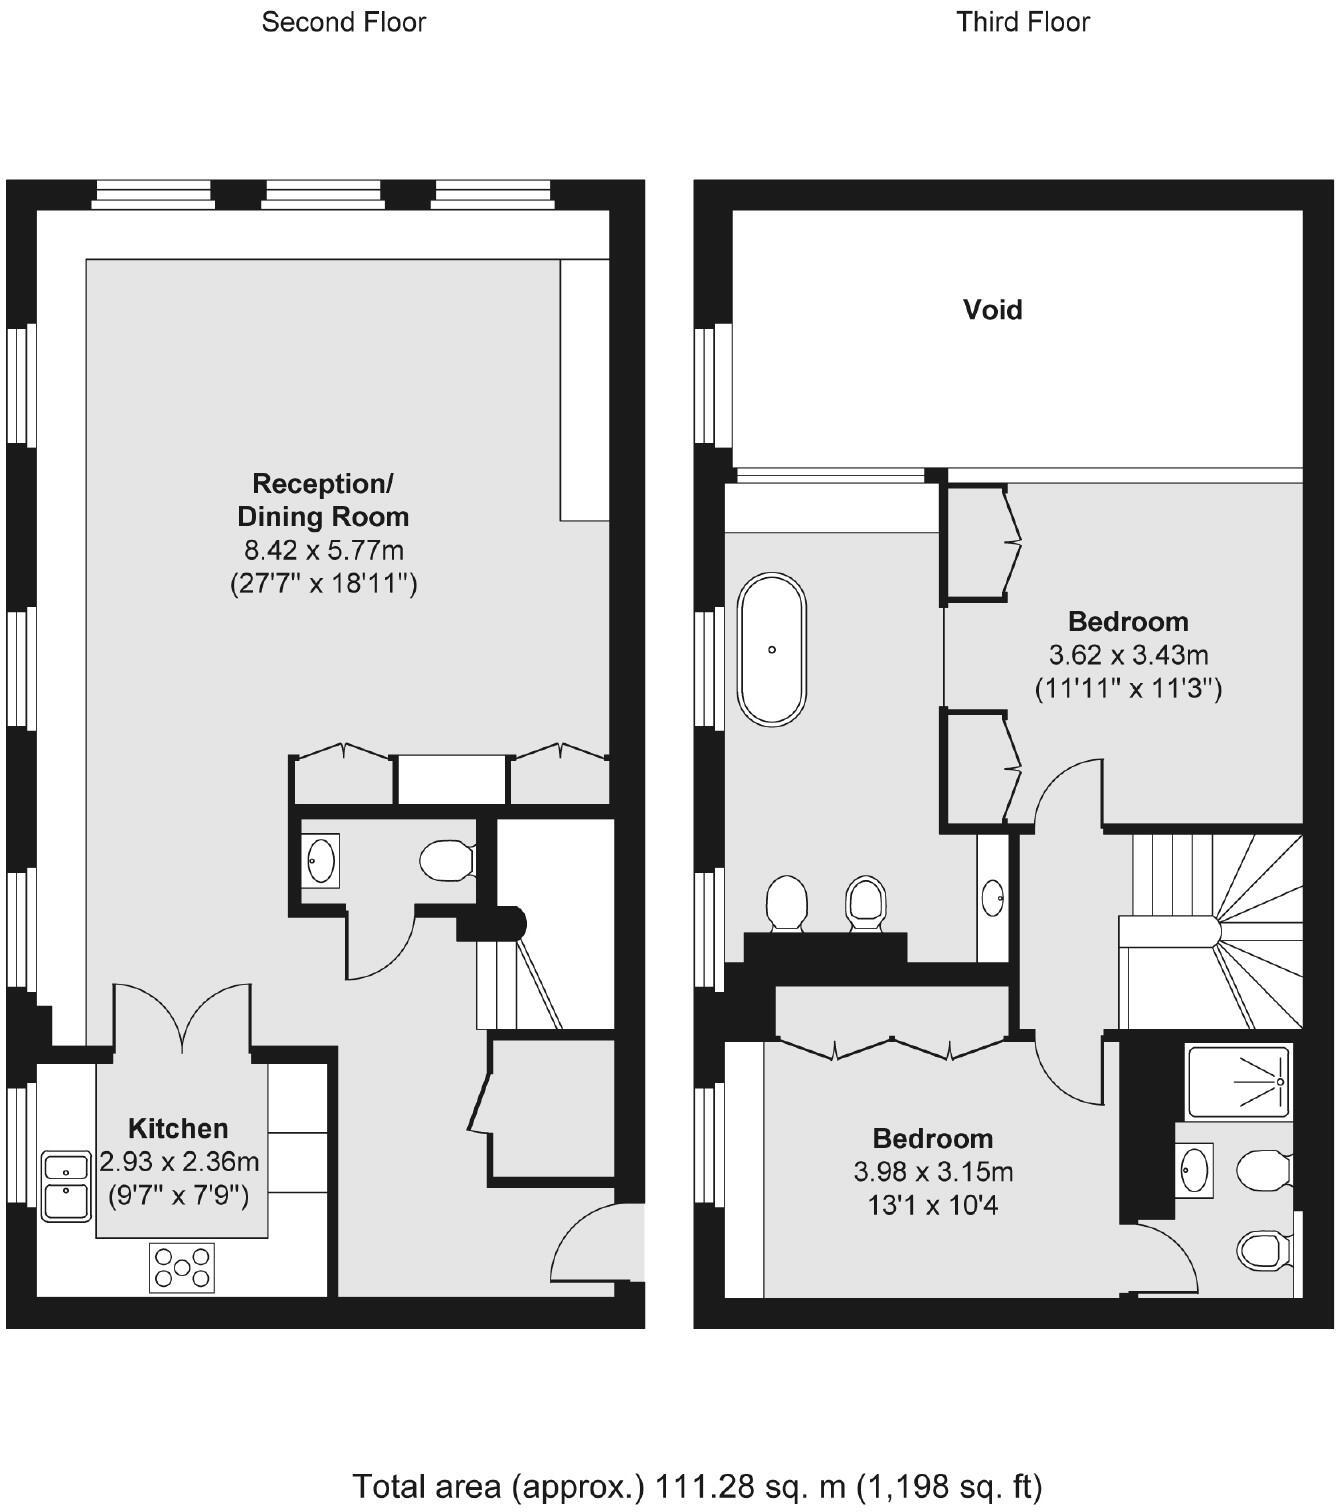 Second Floor
Third Floor
Void
Reception/
Dining Room
8.42 x 5.77m
(27'7" x 18'11")
Bedroom
3.62 x 3.43m
(11'11" x 11'3")
Kitchen
2.93 x 2.36m
(9'7" x 7'9")
Bedroom
3.98 x 3.15m
13'1 x 10'4
Total area (approx.) 111.28 sq. m (1,198 sq. ft)